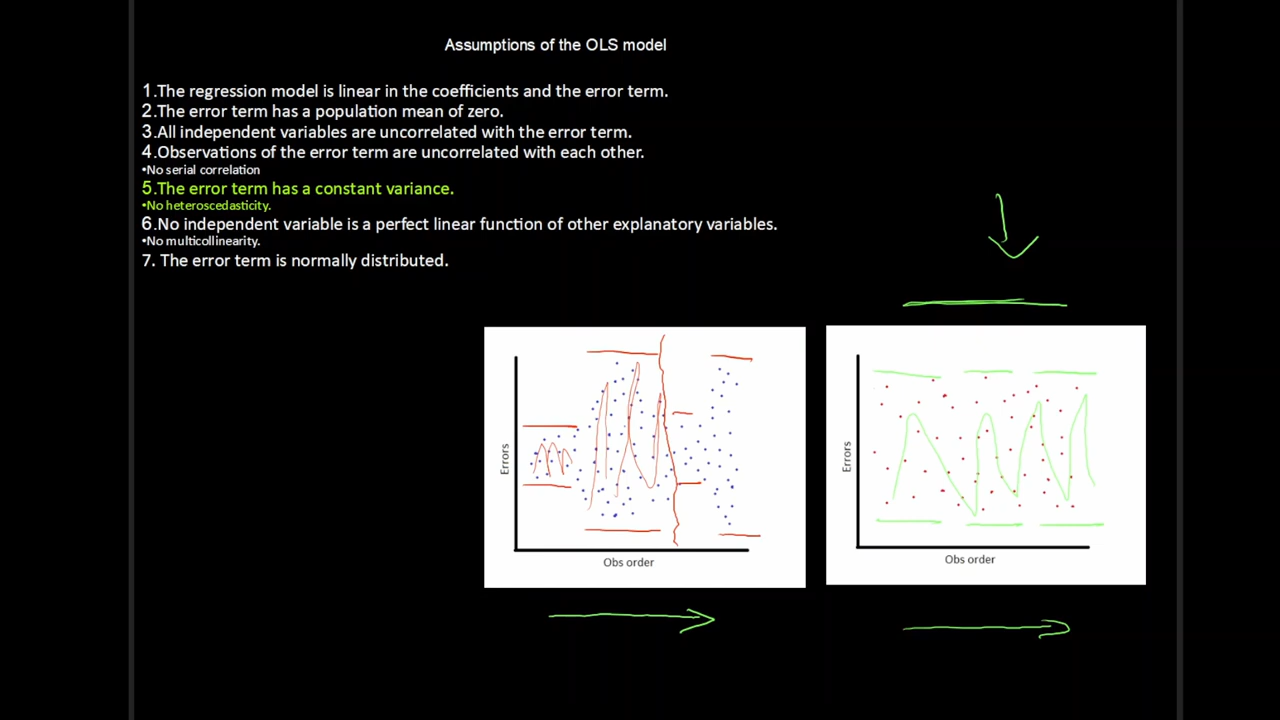 Assumptions of the OLS model
1.The regression model is linear in the coefficients and the error term.
2.The error term has a population mean of zero.
3.All independent variables are uncorrelated with the error term.
4.Observations of the error term are uncorrelated with each other.
•No serial correlation
5.The error term has a constant variance.
•No heteroscedasticity.
6.No independent variable is a perfect linear function of other explanatory variables.
•No multicollinearity.
7. The error term is normally distributed.
Errors
Obs order
Errors
Obs order